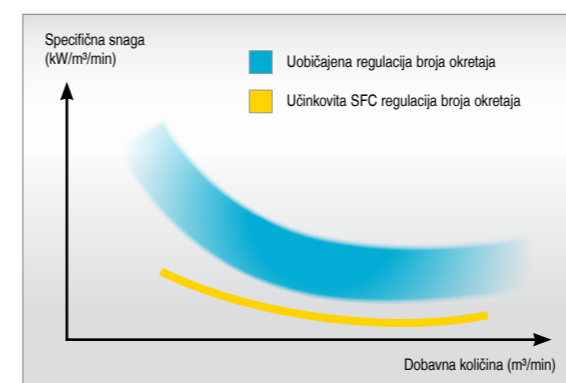 Specifična snaga
(kW/m³/min)
Uobičajena regulacija broja okretaja
Učinkovita SFC regulacija broja okretaja
Dobavna količina (m³/min)